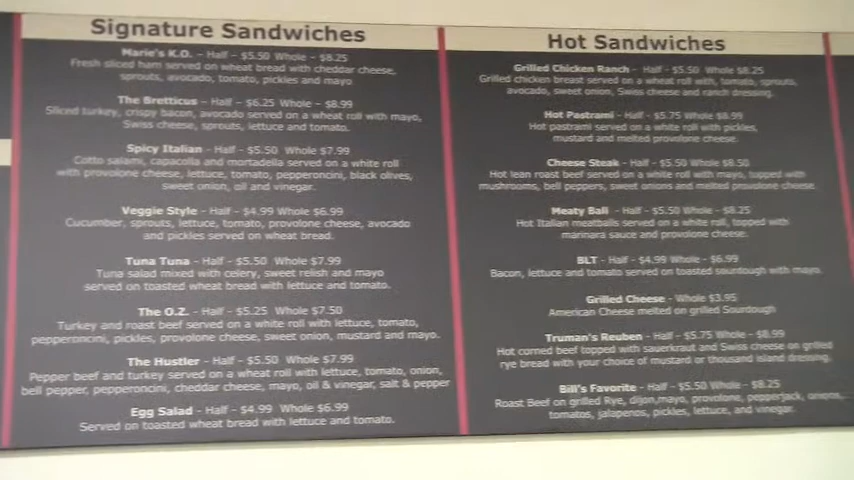 Signature Sandwiches
Marie's K.O. - Half - $5.50 Whole - $8.25
Fresh sliced ham served on wheat bread with cheddar cheese,
sprouts, avocado, tomato, pickles and mayo
The Bretticus - Half - $6.25 Whole - $8.99
Sliced turkey, crispy bacon, avocado served on a wheat roll with mayo,
Swiss cheese, sprouts, lettuce and tomato.
Spicy Italian - Half - $5.50 Whole $7.99
Cotto salami, capacolla and mortadella served on a white roll
with provolone cheese, lettuce, tomato, pepperoncini, black olives,
sweet onion, oil and vinegar.
Veggie Style - Half - $4.99 Whole $6.99
Cucumber, sprouts, lettuce, tomato, provolone cheese, avocado
and pickles served on wheat bread.
Tuna Tuna - Half - $5.50 Whole $7.99
Tuna salad mixed with celery, sweet relish and mayo
served on toasted wheat bread with lettuce and tomato.
The O.Z. - Half - $5.25 Whole $7.50
Turkey and roast beef served on a white roll with lettuce, tomato,
pepperoncini, pickles, provolone cheese, sweet onion, mustard and mayo.
The Hustler - Half - $5.50 Whole $7.99
Pepper beef and turkey served on a wheat roll with lettuce, tomato, onion,
bell pepper, pepperoncini, cheddar cheese, mayo, oil & vinegar, salt & pepper
Egg Salad - Half - $4.99 Whole $6.99
Served on toasted wheat bread with lettuce and tomato.
Hot Sandwiches
Grilled Chicken Ranch - Half - $5.50 Whole $8.25
Grilled chicken breast served on a wheat roll with, tomato, sprouts,
avocado, sweet onion, Swiss cheese and ranch dressing.
Hot Pastrami - Half - $5.75 Whole $8.99
Hot pastrami served on a white roll with pickles,
mustard and melted provolone cheese.
Cheese Steak - Half - $5.50 Whole $8.50
Hot lean roast beef served on a white roll with mayo, topped with
mushrooms, bell peppers, sweet onions and melted provolone cheese.
Meaty Ball - Half - $5.50 Whole - $8.25
Hot Italian meatballs served on a white roll, topped with
marinara sauce and provolone cheese.
BLT - Half - $4.99 Whole - $6.99
Bacon, lettuce and tomato served on toasted sourdough with mayo.
Grilled Cheese - Whole $3.95
American Cheese melted on grilled Sourdough
Truman's Reuben - Half - $5.75 Whole - $8.99
Hot corned beef topped with sauerkraut and Swiss cheese on grilled
rye bread with your choice of mustard or thousand island dressing.
Bill's Favorite - Half - $5.50 Whole - $8.25
Roast Beef on grilled Rye, dijon,mayo, provolone, pepperjack, onions,
tomatos, jalapenos, pickles, lettuce, and vinegar.